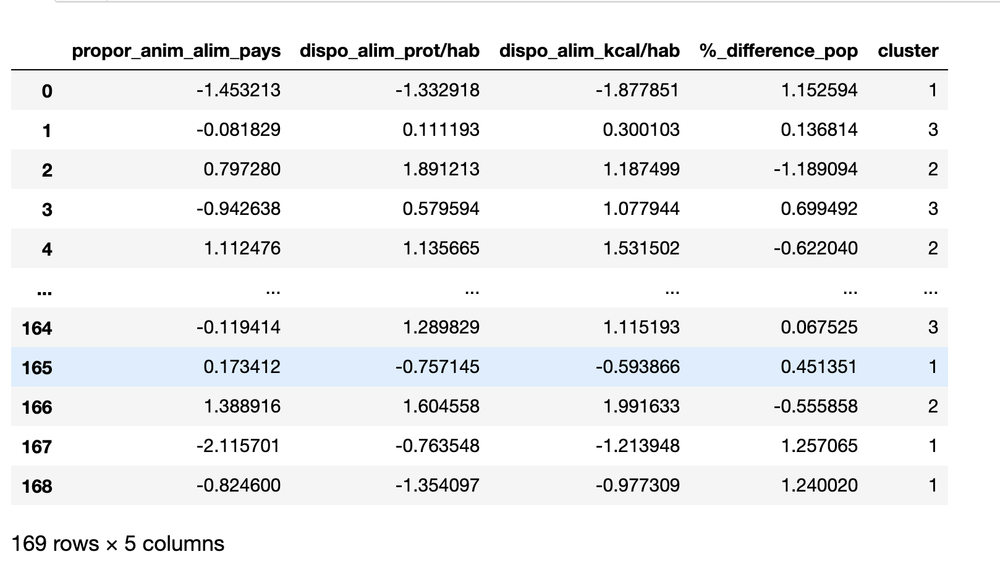 propor_anim_alim_pays dispo_alim_prot/hab dispo_alim_kcal/hab %_difference_pop cluster
0 -1.453213 -1.332918 -1.877851 1.152594 1
1 -0.081829 0.111193 0.300103 0.136814 3
2 0.797280 1.891213 1.187499 -1.189094 2
3 -0.942638 0.579594 1.077944 0.699492 3
4 1.112476 1.135665 1.531502 -0.622040 2
... ... ... ... ... ...
164 -0.119414 1.289829 1.115193 0.067525 3
165 0.173412 -0.757145 -0.593866 0.451351 1
166 1.388916 1.604558 1.991633 -0.555858 2
167 -2.115701 -0.763548 -1.213948 1.257065 1
168 -0.824600 -1.354097 -0.977309 1.240020 1
169 rows × 5 columns